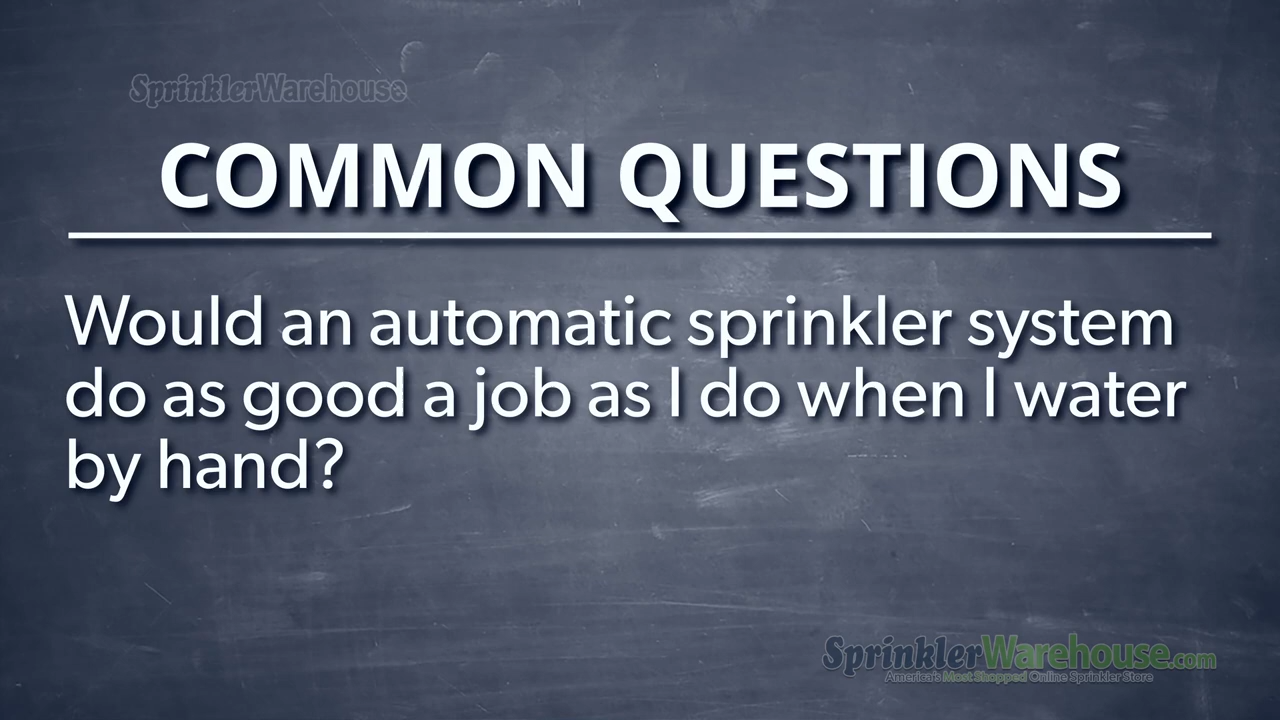 SprinklerWarehouse
COMMON QUESTIONS
Would an automatic sprinkler system
do as good a job as I do when I water
by hand?
SprinklerWarehouse.com
America's Most Shopped Online Sprinkler Store